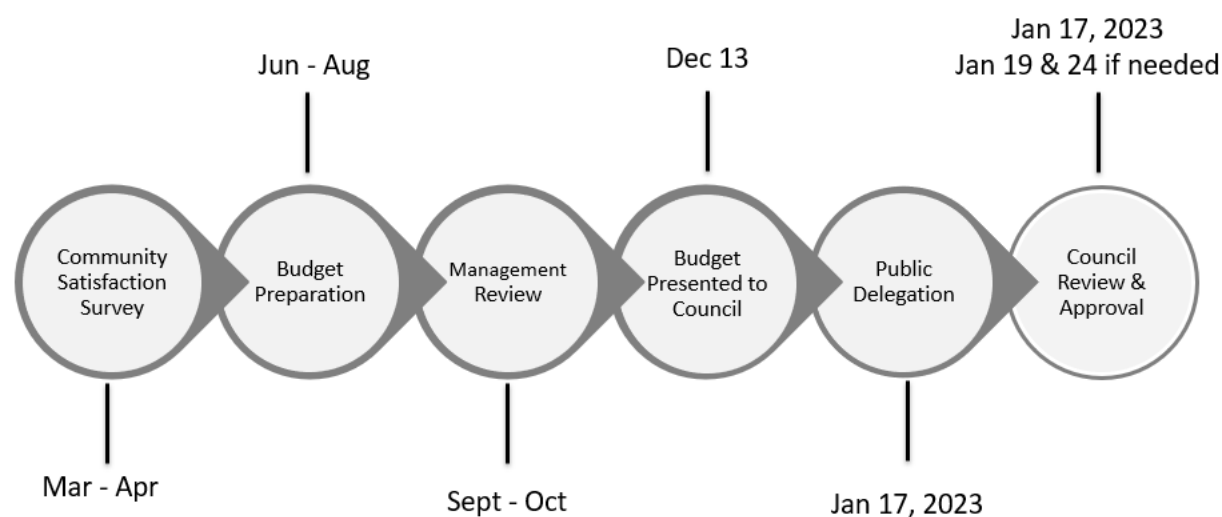 Jan 17, 2023
Jan 19 & 24 if needed
Jun - Aug
Dec 13
Community
Satisfaction
Survey
Budget
Preparation
Management
Review
Budget
Presented to
Council
Public
Delegation
Council
Review &
Approval
Mar - Apr
Sept - Oct
Jan 17, 2023